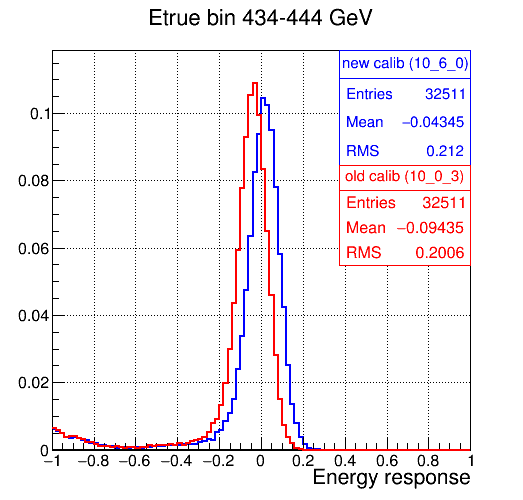 Etrue bin 434-444 GeV
new calib (10_6_0)
Entries 32511
Mean −0.04345
RMS 0.212
old calib (10_0_3)
Entries 32511
Mean −0.09435
RMS 0.2006
0.1
0.08
0.06
0.04
0.02
0
−1 −0.8 −0.6 −0.4 −0.2 0 0.2 0.4 0.6 0.8 1
Energy response